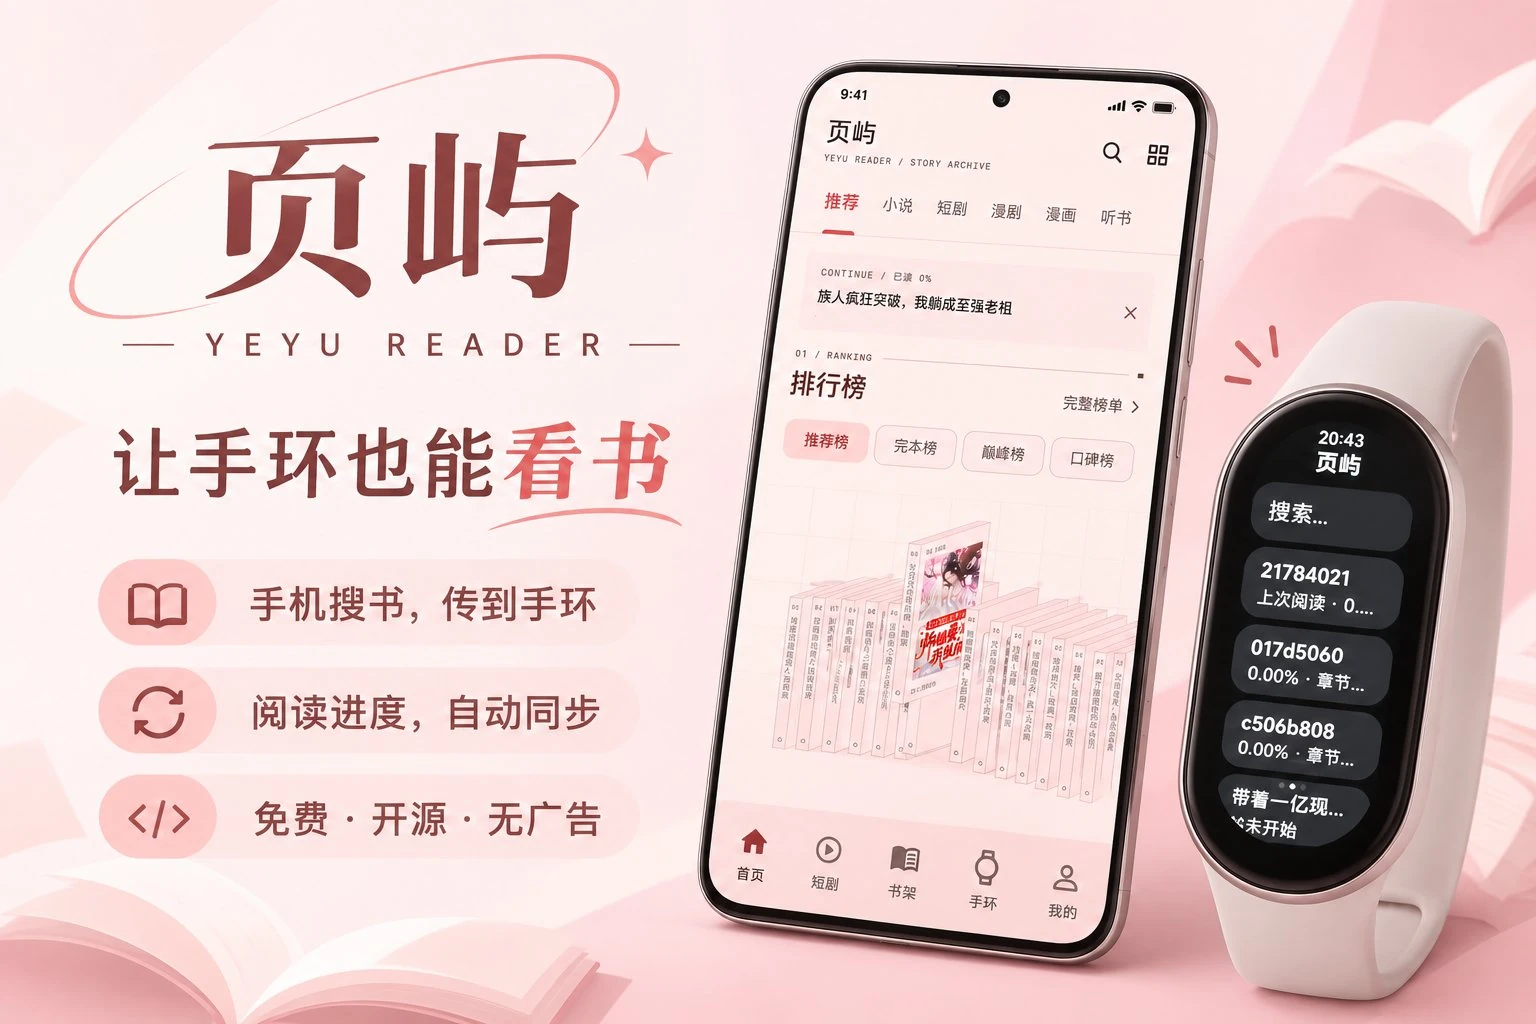 页屿
YEYU READER
让手环也能看书
手机搜书，传到手环
阅读进度，自动同步
免费·开源·无广告
9:41
页屿
YEYU READER / STORY ARCHIVE
推荐 小说 短剧 漫剧 漫画 听书
CONTINUE / 已读 0%
族人疯狂突破，我躺成至强老祖
01 / RANKING
排行榜
完整榜单
推荐榜 完本榜 巅峰榜 口碑榜
首页 短剧 书架 手环 我的
20:43
页屿
搜索...
21784021
上次阅读 · 0....
017d5060
0.00% · 章节...
c506b808
0.00% · 章节...
带着一亿现...
未开始